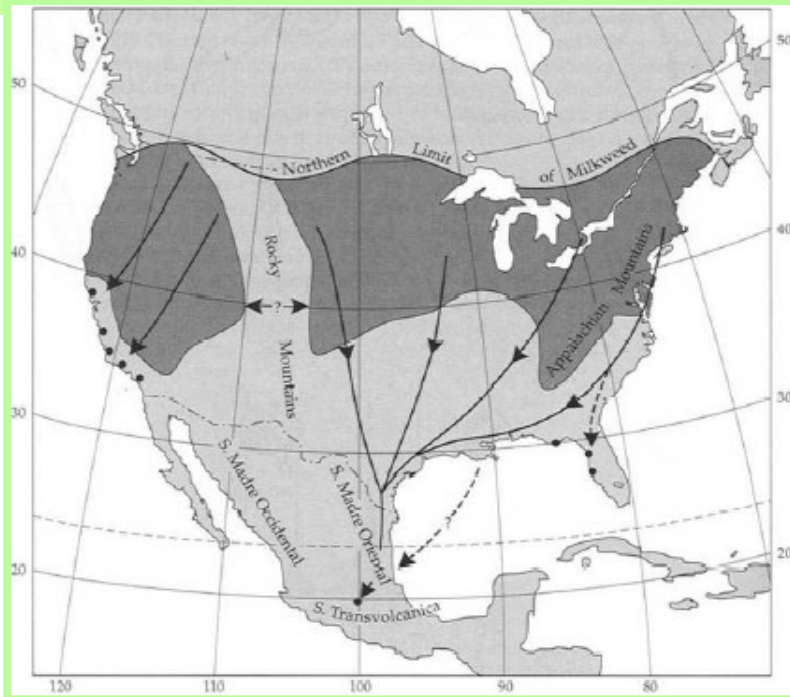 50
50
Northern Limit of Milkweed
40
40
Rocky
Mountains
?
Appalachian Mountains
30
30
?
S. Madre Occidental
S. Madre Oriental
?
20
20
S. Transvolcanica
120 110 100 90 80